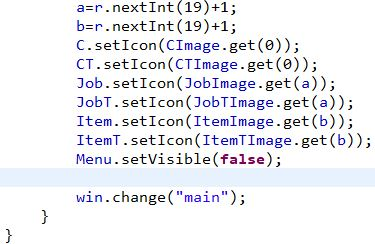 a=r.nextInt(19)+1;
b=r.nextInt(19)+1;
C.setIcon(CImage.get(0));
CT.setIcon(CTImage.get(0));
Job.setIcon(JobImage.get(a));
JobT.setIcon(JobTImage.get(a));
Item.setIcon(ItemImage.get(b));
ItemT.setIcon(ItemTImage.get(b));
Menu.setVisible(false);
win.change("main");
}
}